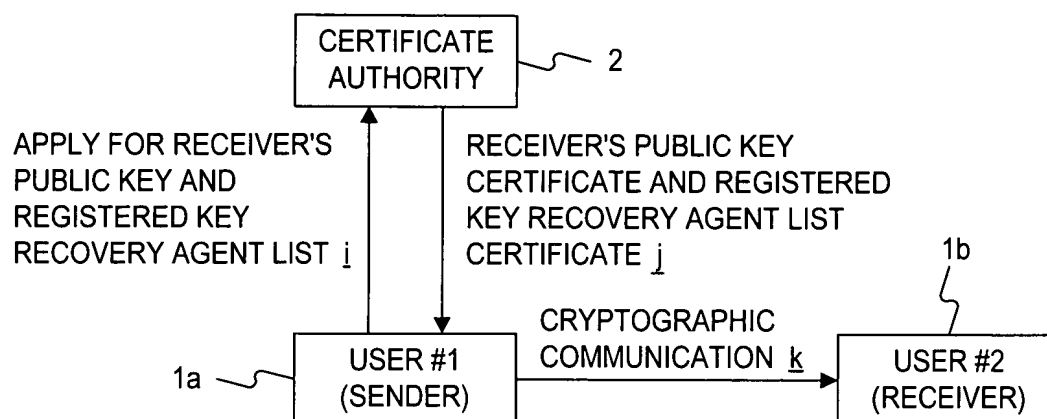 CERTIFICATE
AUTHORITY
2
APPLY FOR RECEIVER'S
PUBLIC KEY AND
REGISTERED KEY
RECOVERY AGENT LIST i
RECEIVER'S PUBLIC KEY
CERTIFICATE AND REGISTERED
KEY RECOVERY AGENT LIST
CERTIFICATE j
1b
CRYPTOGRAPHIC
COMMUNICATION k
1a
USER #1
(SENDER)
USER #2
(RECEIVER)